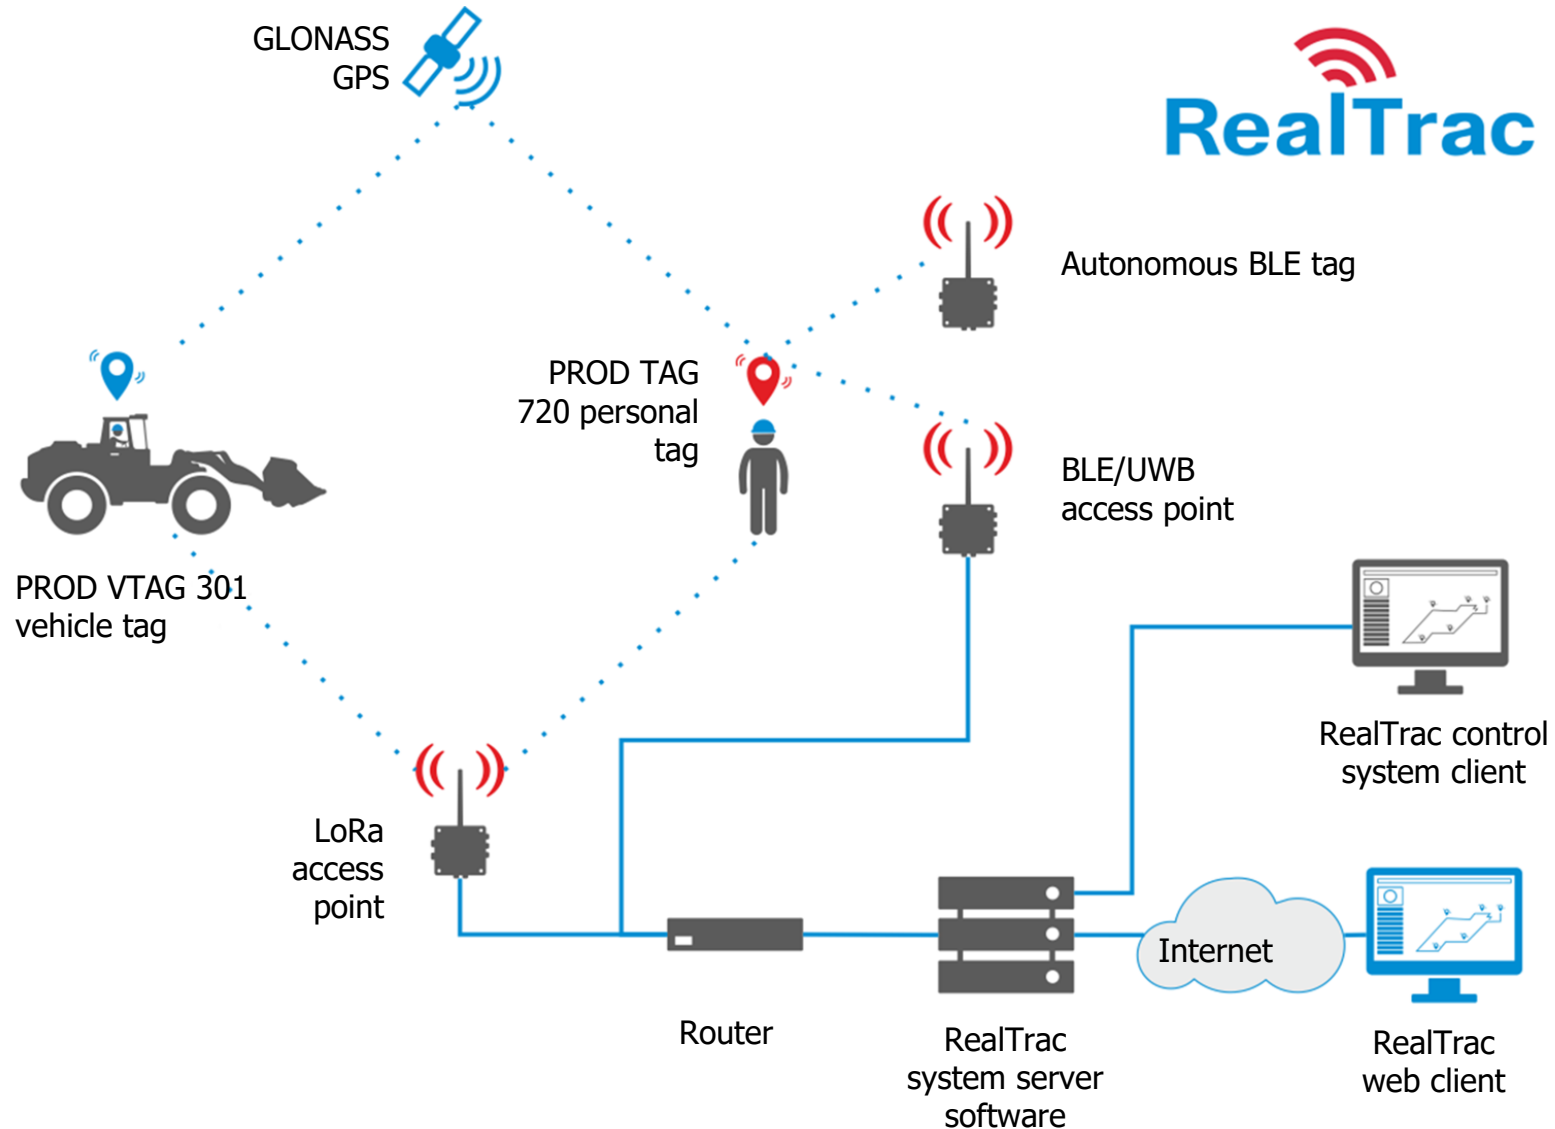 GLONASS
GPS
RealTrac
Autonomous BLE tag
PROD TAG
720 personal
tag
BLE/UWB
access point
PROD VTAG 301
vehicle tag
RealTrac control
system client
LoRa
access
point
Internet
Router
RealTrac
system server
software
RealTrac
web client